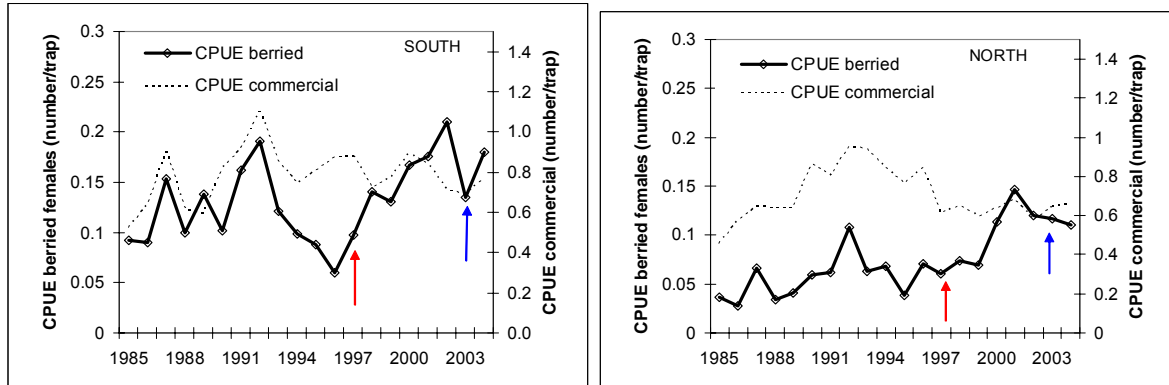 SOUTH
CPUE berried
CPUE commercial
CPUE berried females (number/trap)
0.3
0.25
0.2
0.15
0.1
0.05
0
CPUE commercial (number/trap)
1.4
1.2
1.0
0.8
0.6
0.4
0.2
0.0
1985 1988 1991 1994 1997 2000 2003
NORTH
CPUE berried
CPUE commercial
CPUE berried females (number/trap)
0.3
0.25
0.2
0.15
0.1
0.05
0
CPUE commercial (number/trap)
1.4
1.2
1
0.8
0.6
0.4
0.2
0
1985 1988 1991 1994 1997 2000 2003